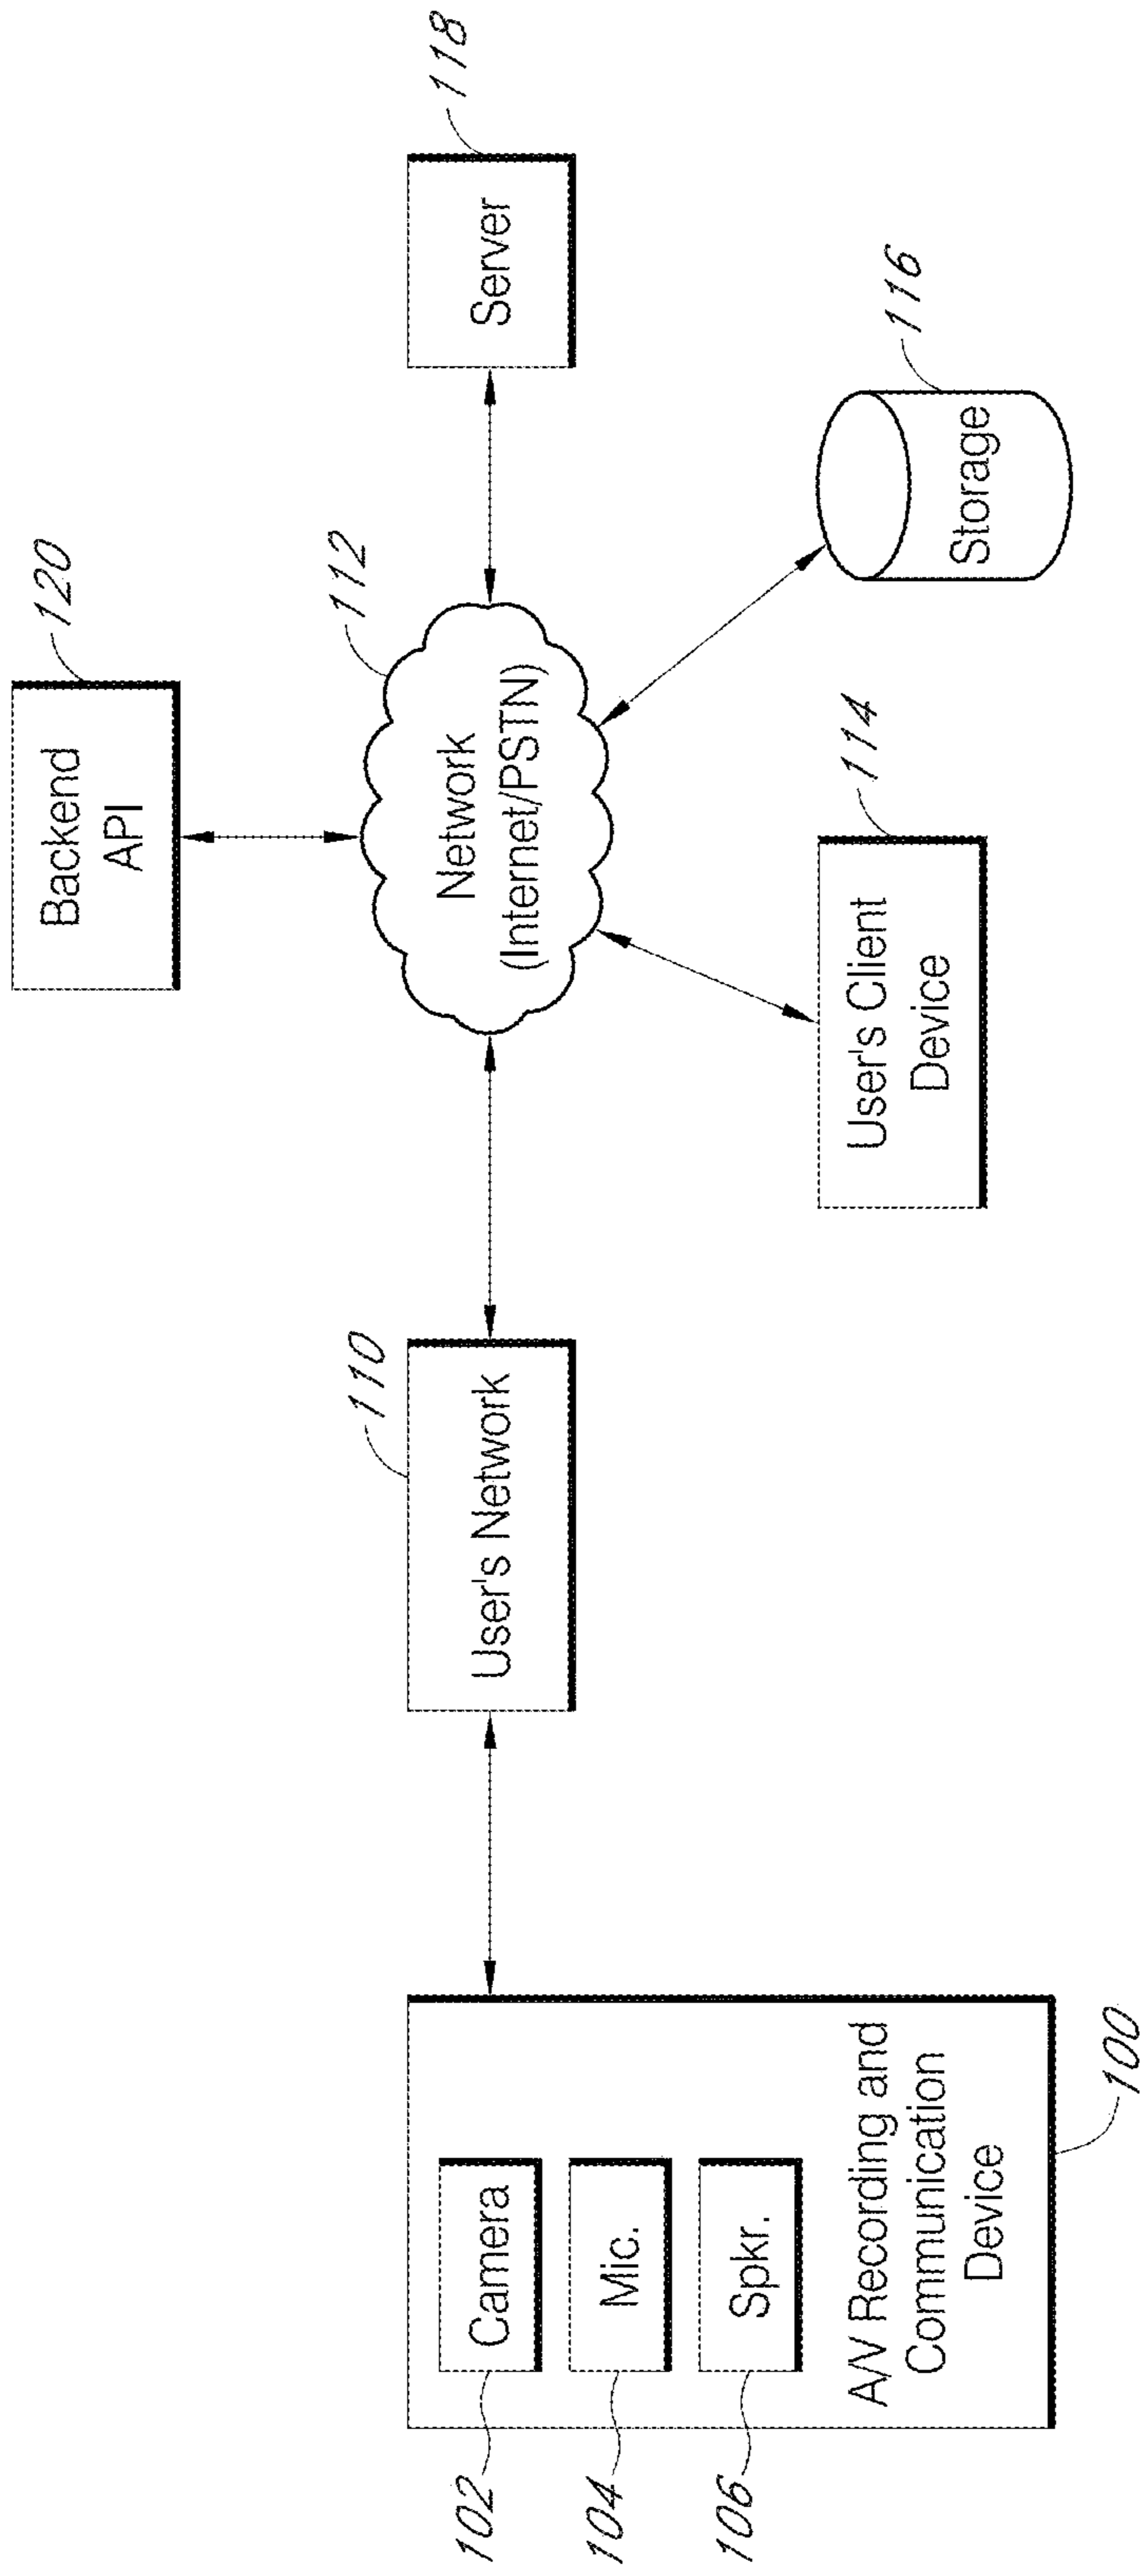 120
Backend
API
118
Server
112
Network
(Internet/PSTN)
110
User's Network
114
User's Client
Device
116
Storage
102
Camera
104
Mic.
106
Spkr.
A/V Recording and
Communication
Device
100